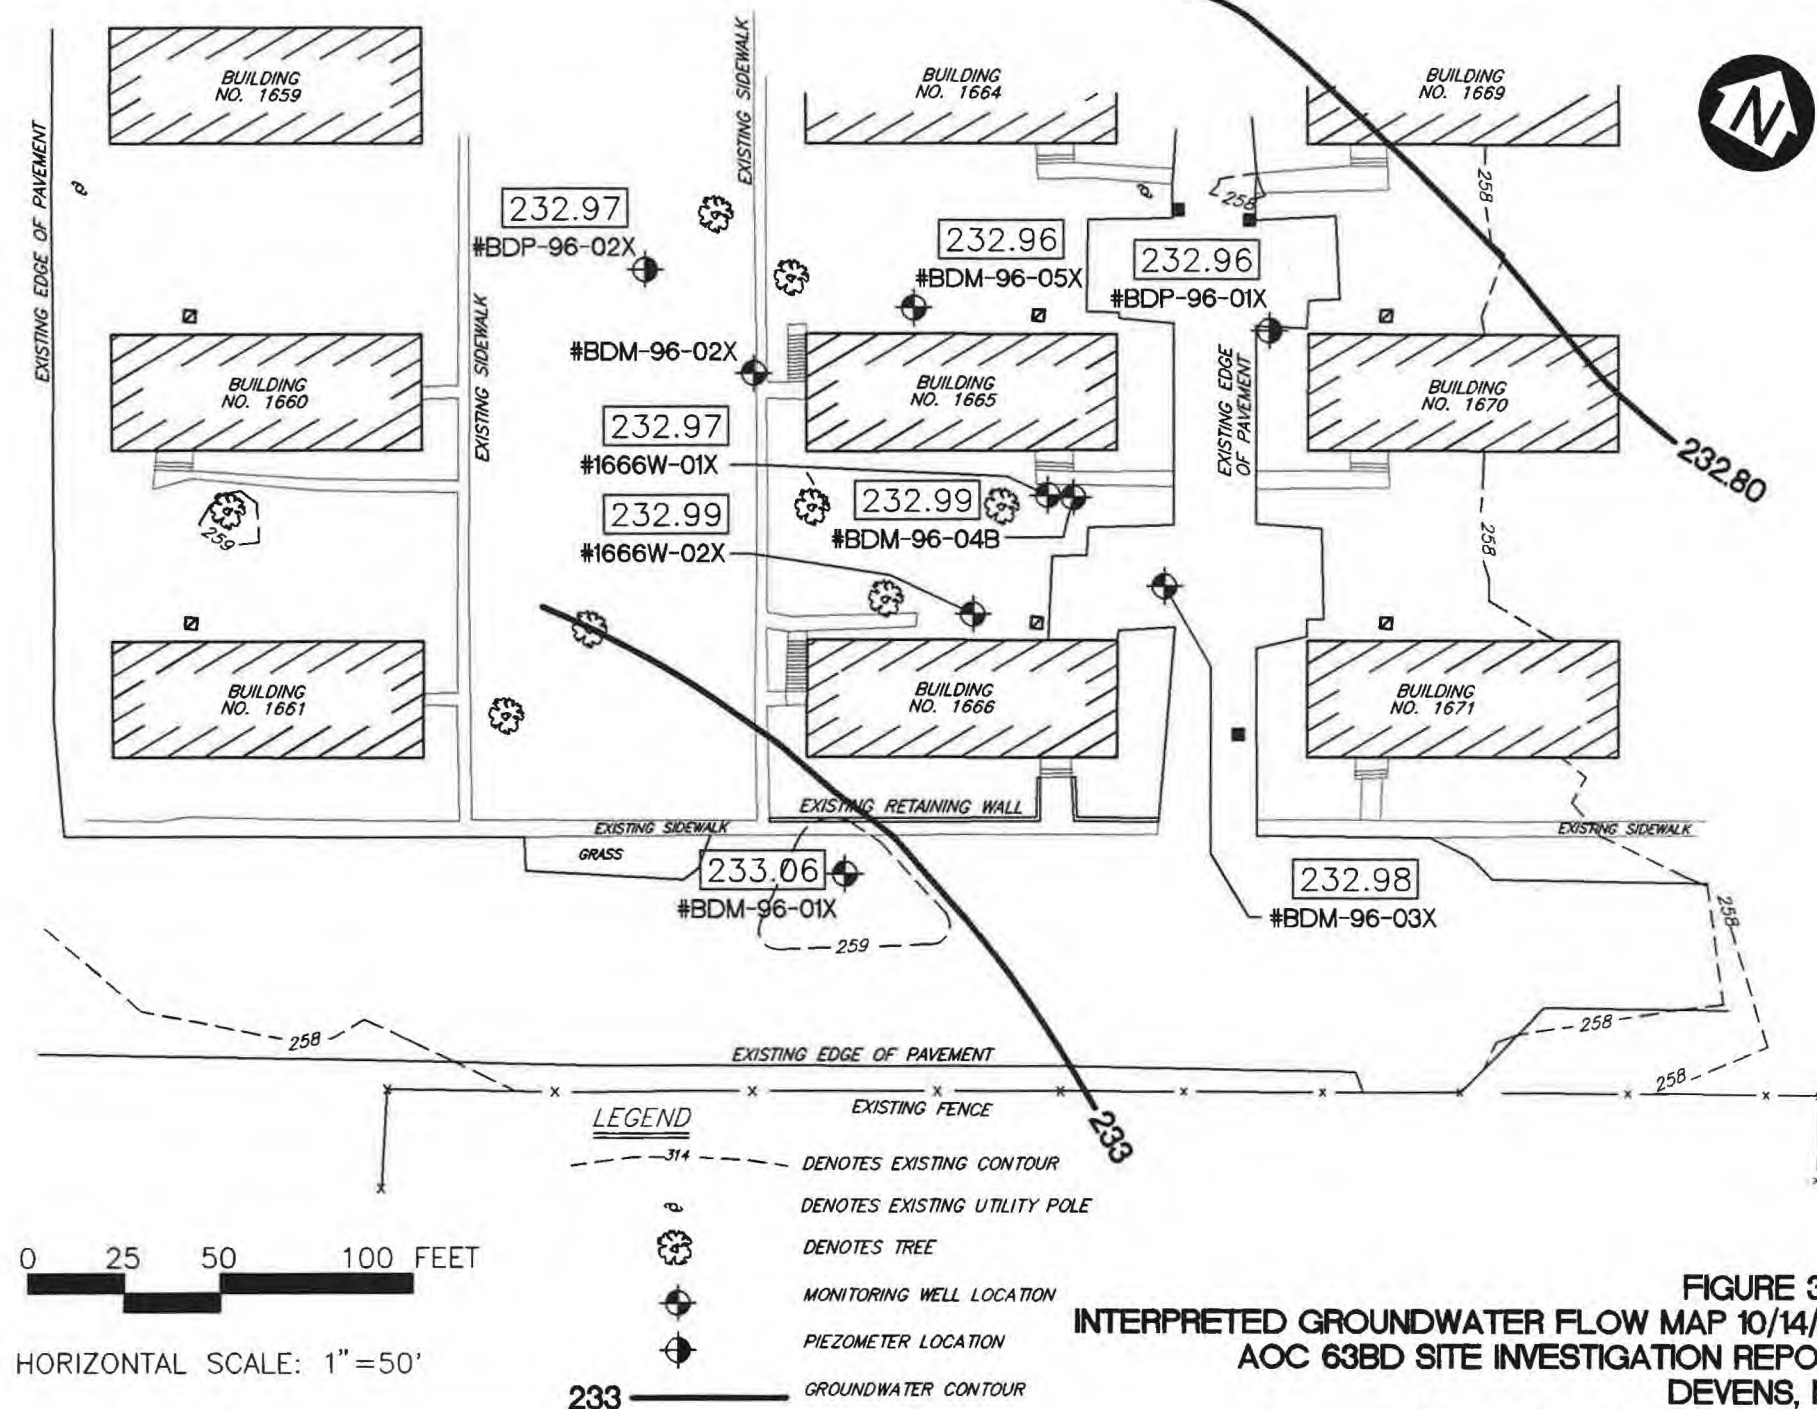 BUILDING
NO. 1659
EXISTING SIDEWALK
BUILDING
NO. 1664
BUILDING
NO. 1669
N
EXISTING EDGE OF PAVEMENT
232.97
#BDP-96-02X
232.96
#BDM-96-05X
232.96
#BDP-96-01X
258
258
#BDM-96-02X
BUILDING
NO. 1660
EXISTING SIDEWALK
BUILDING
NO. 1665
EXISTING EDGE
OF PAVEMENT
BUILDING
NO. 1670
232.80
232.97
#1666W-01X
232.99
#1666W-02X
232.99
#BDM-96-04B
259
258
BUILDING
NO. 1661
BUILDING
NO. 1666
BUILDING
NO. 1671
EXISTING RETAINING WALL
EXISTING SIDEWALK
EXISTING SIDEWALK
GRASS
233.06
#BDM-96-01X
232.98
#BDM-96-03X
259
258
258
258
258
EXISTING EDGE OF PAVEMENT
EXISTING FENCE
233
LEGEND
314
DENOTES EXISTING CONTOUR
DENOTES EXISTING UTILITY POLE
DENOTES TREE
MONITORING WELL LOCATION
PIEZOMETER LOCATION
233
GROUNDWATER CONTOUR
0 25 50 100 FEET
HORIZONTAL SCALE: 1"=50'
FIGURE 3
INTERPRETED GROUNDWATER FLOW MAP 10/14/
AOC 63BD SITE INVESTIGATION REPO
DEVENS,